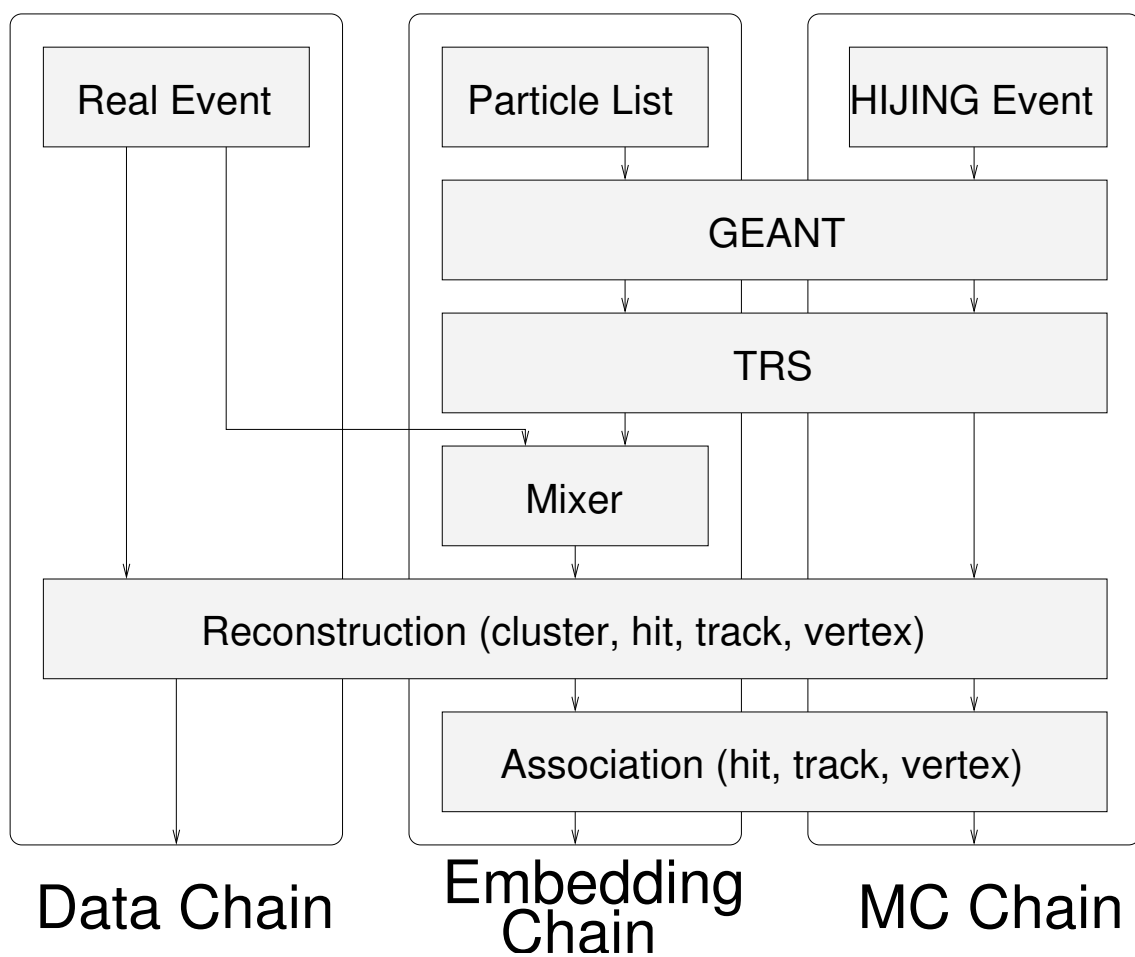 Real Event
Particle List
HIJING Event
GEANT
TRS
Mixer
Reconstruction (cluster, hit, track, vertex)
Association (hit, track, vertex)
Data Chain
Embedding
Chain
MC Chain